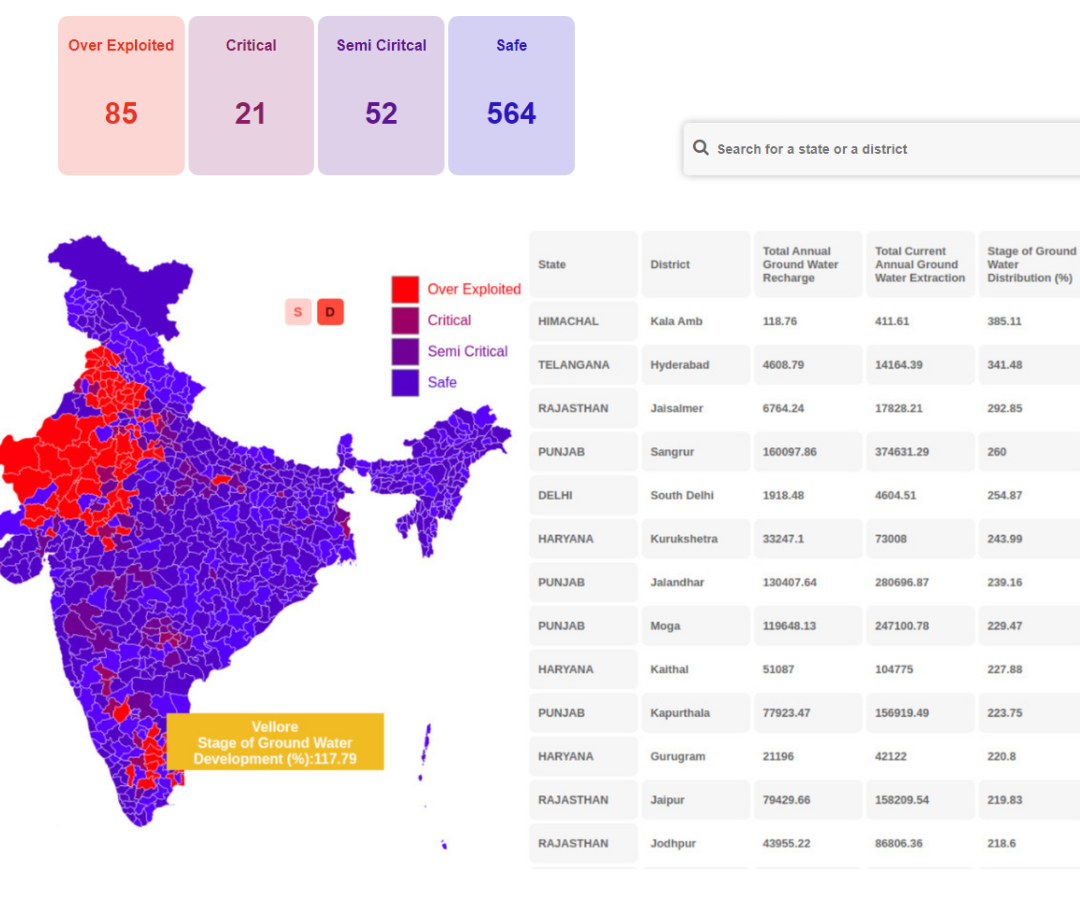 Over Exploited
Critical
Semi Ciritcal
Safe
85
21
52
564
Search for a state or a district
S
D
Over Exploited
Critical
Semi Critical
Safe
Vellore
Stage of Ground Water
Development (%):117.79
State
District
Total Annual
Ground Water
Recharge
Total Current
Annual Ground
Water Extraction
Stage of Ground
Water
Distribution (%)
HIMACHAL Kala Amb 118.76 411.61 385.11
TELANGANA Hyderabad 4608.79 14164.39 341.48
RAJASTHAN Jaisalmer 6764.24 17828.21 292.85
PUNJAB Sangrur 160097.86 374631.29 260
DELHI South Delhi 1918.48 4604.51 254.87
HARYANA Kurukshetra 33247.1 73008 243.99
PUNJAB Jalandhar 130407.64 280696.87 239.16
PUNJAB Moga 119648.13 247100.78 229.47
HARYANA Kaithal 51087 104775 227.88
PUNJAB Kapurthala 77923.47 156919.49 223.75
HARYANA Gurugram 21196 42122 220.8
RAJASTHAN Jaipur 79429.66 158209.54 219.83
RAJASTHAN Jodhpur 43955.22 86806.36 218.6